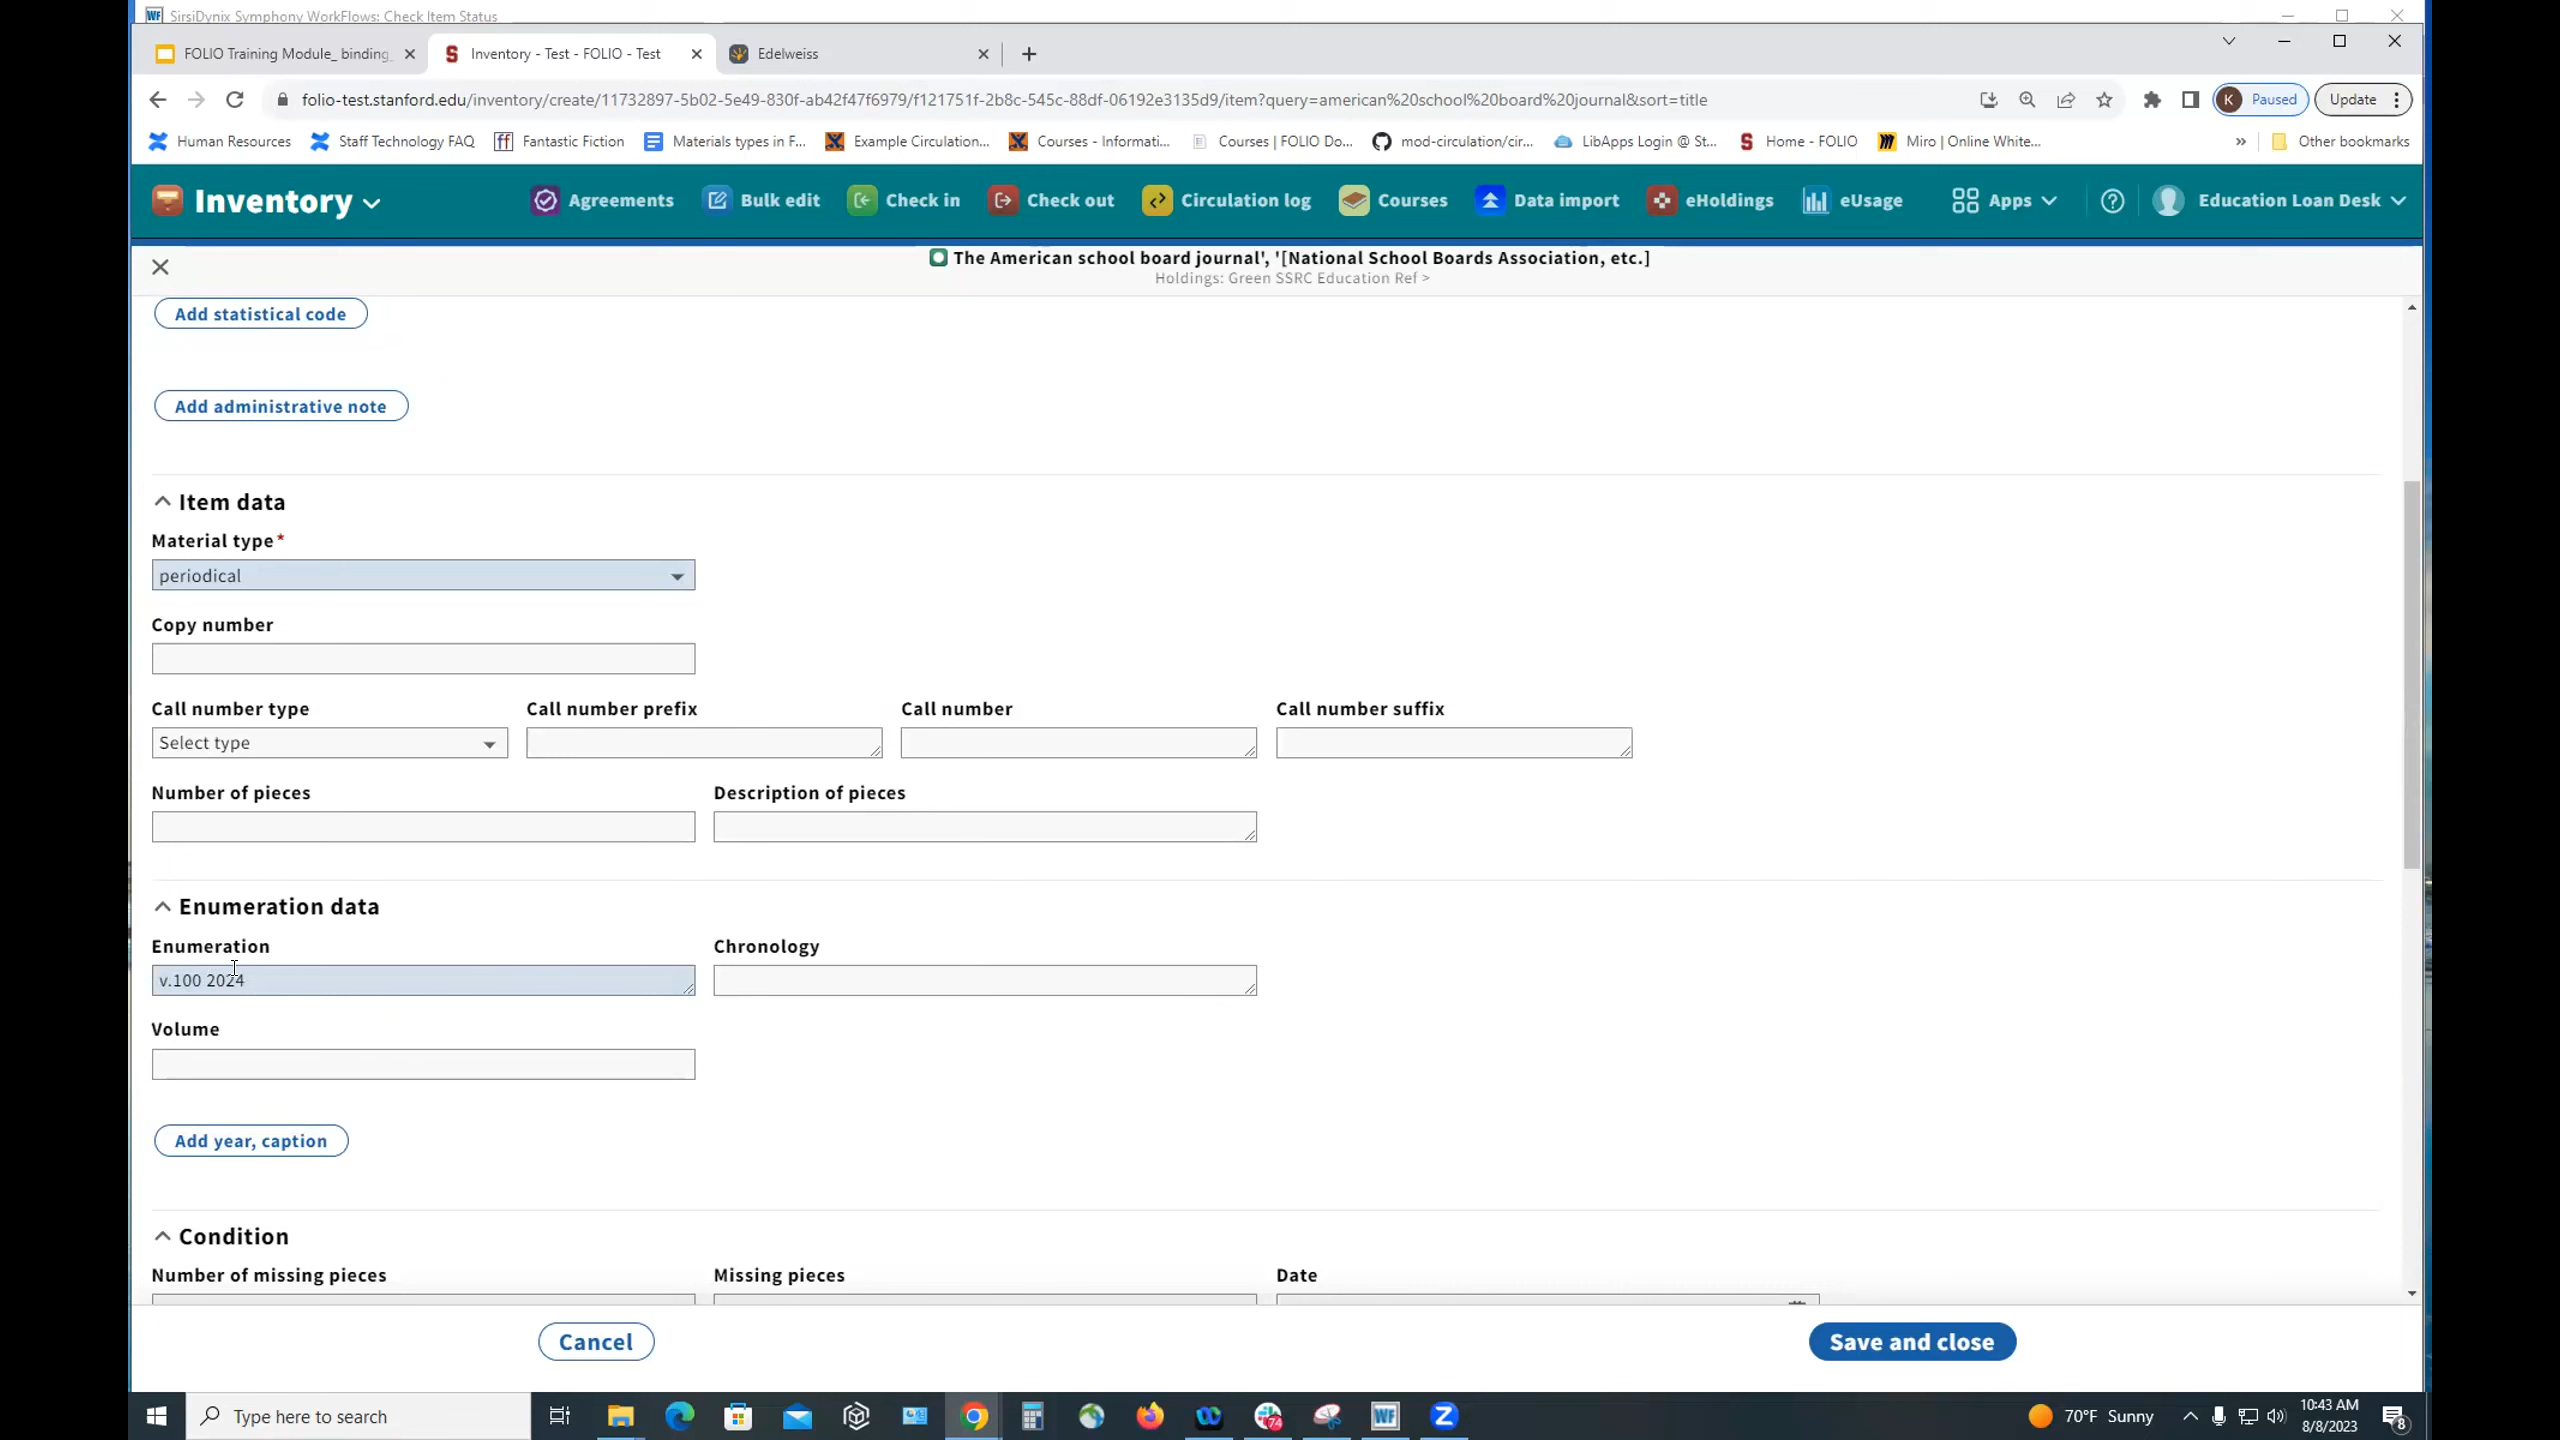 SirsiDynix Symphony WorkFlows: Check Item Status
FOLIO Training Module_ binding_
Inventory - Test - FOLIO - Test
Edelweiss
folio-test.stanford.edu/inventory/create/11732897-5b02-5e49-830f-ab42f47f6979/f121751f-2b8c-545c-88df-06192e3135d9/item?query=american%20school%20board%20journal&sort=title
K Paused
Update
Human Resources
Staff Technology FAQ
Fantastic Fiction
Materials types in F...
Example Circulation...
Courses - Informati...
Courses | FOLIO Do...
mod-circulation/cir...
LibApps Login @ St...
Home - FOLIO
Miro | Online White...
»
Other bookmarks
Inventory
Agreements
Bulk edit
Check in
Check out
Circulation log
Courses
Data import
eHoldings
eUsage
Apps
Education Loan Desk
The American school board journal', '[National School Boards Association, etc.]
Holdings: Green SSRC Education Ref >
Add statistical code
Add administrative note
Item data
Material type*
periodical
Copy number
Call number type
Call number prefix
Call number
Call number suffix
Select type
Number of pieces
Description of pieces
Enumeration data
Enumeration
Chronology
v.100 2024
Volume
Add year, caption
Condition
Number of missing pieces
Missing pieces
Date
Cancel
Save and close
Type here to search
WF
74
70°F Sunny
10:43 AM
8/8/2023
8